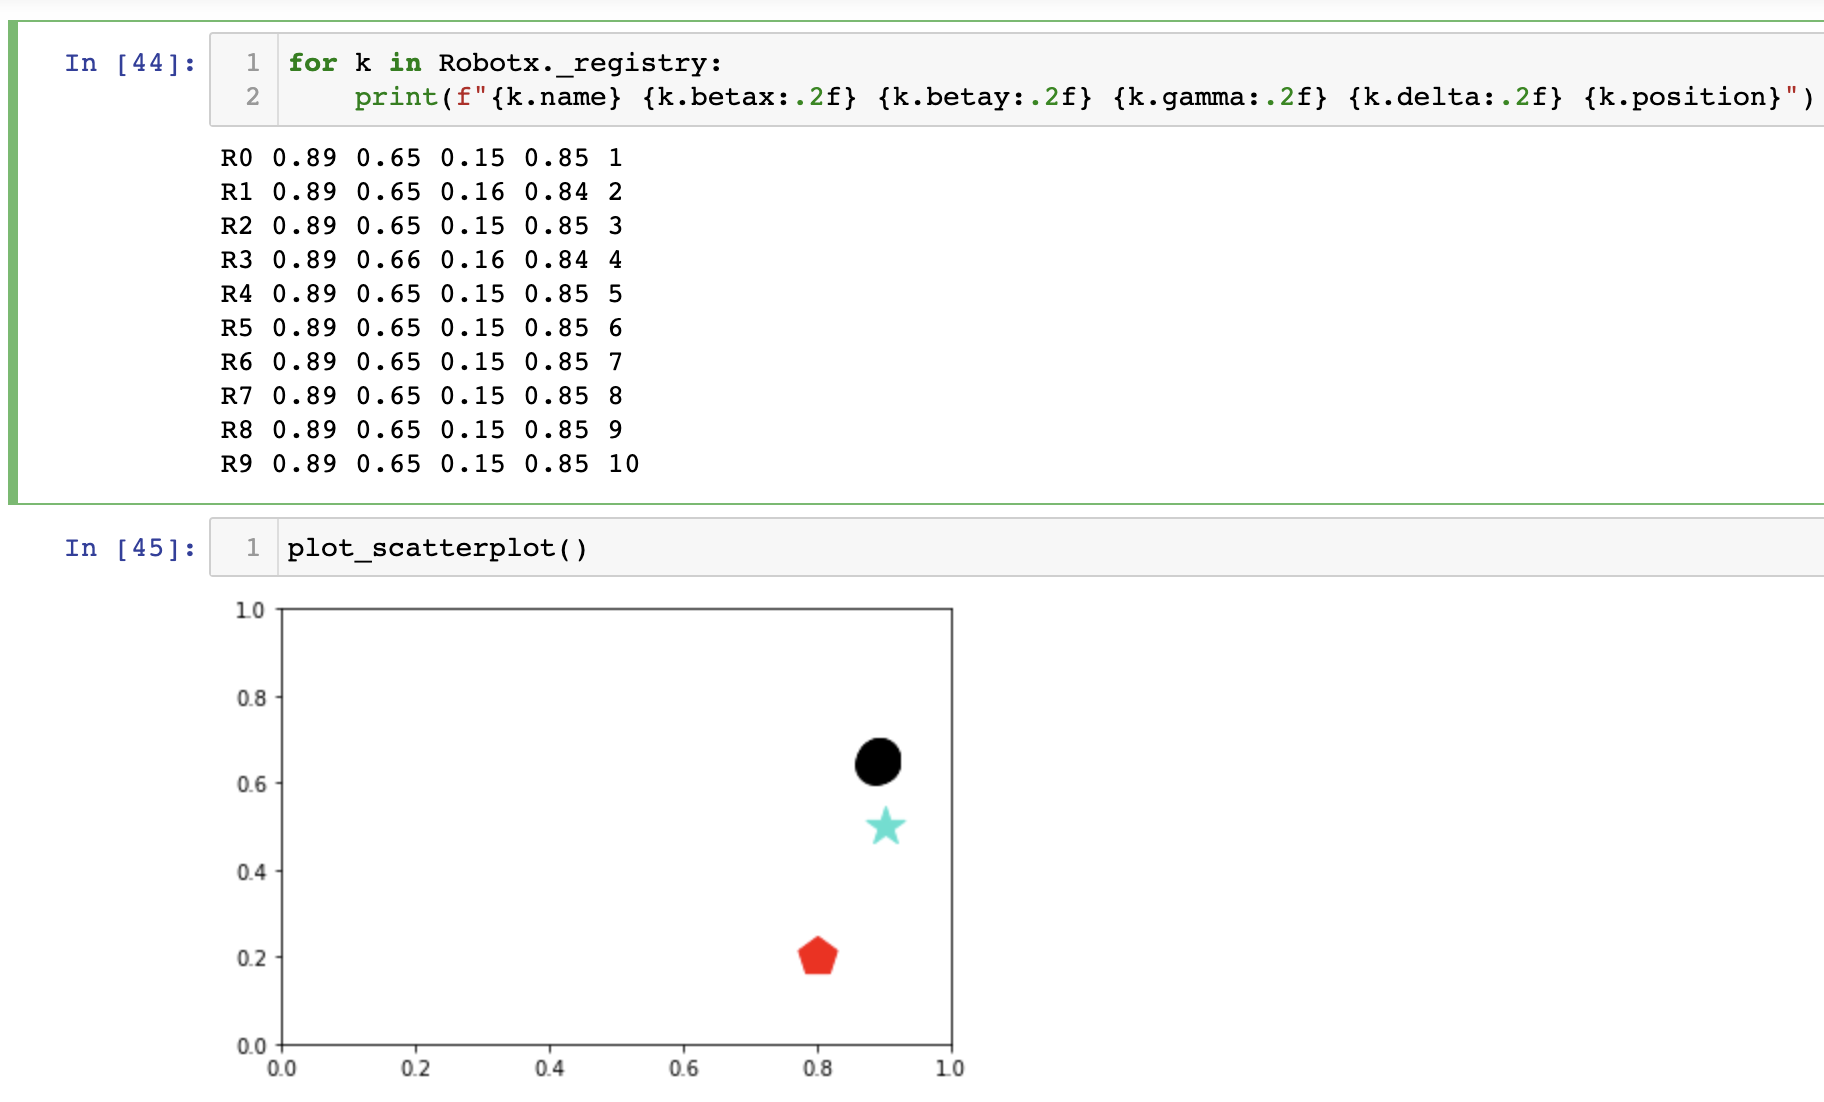 In [44]:
1 for k in Robotx._registry:
2     print(f"{k.name} {k.betax:.2f} {k.betay:.2f} {k.gamma:.2f} {k.delta:.2f} {k.position}")
R0 0.89 0.65 0.15 0.85 1
R1 0.89 0.65 0.16 0.84 2
R2 0.89 0.65 0.15 0.85 3
R3 0.89 0.66 0.16 0.84 4
R4 0.89 0.65 0.15 0.85 5
R5 0.89 0.65 0.15 0.85 6
R6 0.89 0.65 0.15 0.85 7
R7 0.89 0.65 0.15 0.85 8
R8 0.89 0.65 0.15 0.85 9
R9 0.89 0.65 0.15 0.85 10
In [45]:
1 plot_scatterplot()
1.0
0.8
0.6
0.4
0.2
0.0
0.0 0.2 0.4 0.6 0.8 1.0